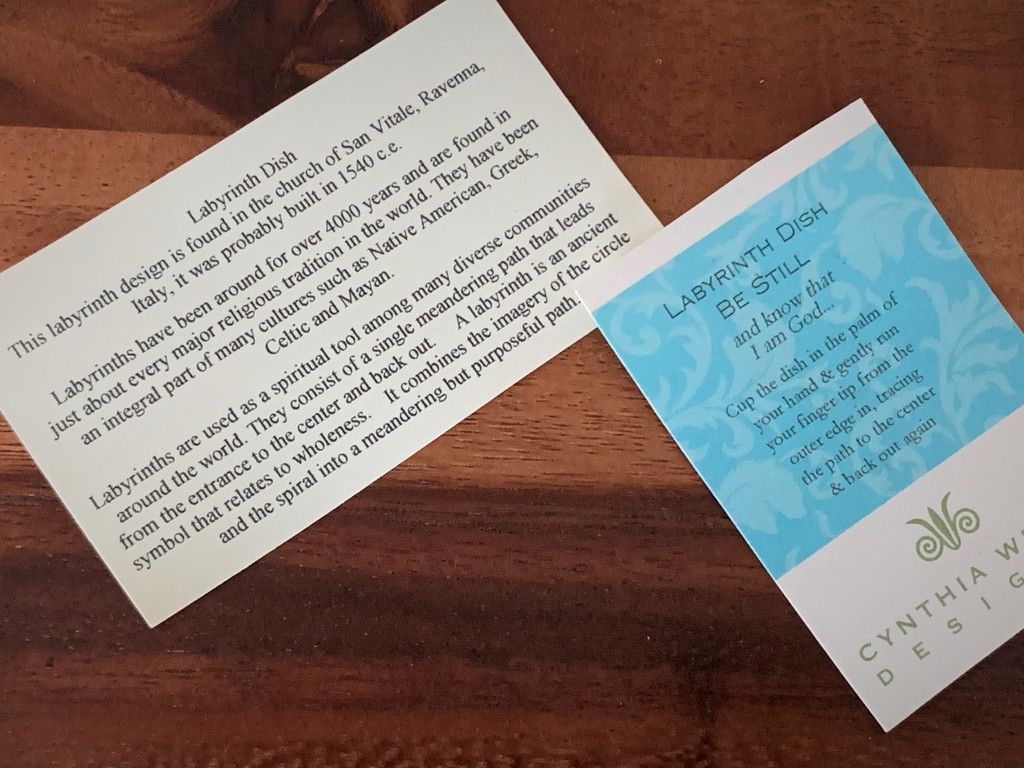 Labyrinth Dish
This labyrinth design is found in the church of San Vitale, Ravenna,
Italy, it was probably built in 1540 c.e.
Labyrinths have been around for over 4000 years and are found in
just about every major religious tradition in the world. They have been
an integral part of many cultures such as Native American, Greek,
Celtic and Mayan.
Labyrinths are used as a spiritual tool among many diverse communities
around the world. They consist of a single meandering path that leads
from the entrance to the center and back out. A labyrinth is an ancient
symbol that relates to wholeness. It combines the imagery of the circle
and the spiral into a meandering but purposeful path.
LABYRINTH DISH
BE STILL
and know that
I am God...
Cup the dish in the palm of
your hand & gently run
your finger tip from the
outer edge in, tracing
the path to the center
& back out again
CYNTHIA
DESIG